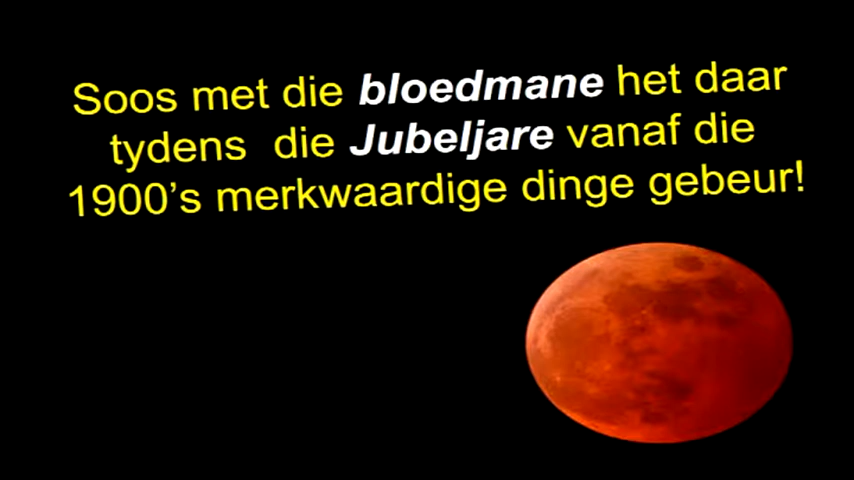 Soos met die bloedmane het daar
tydens die Jubeljare vanaf die
1900's merkwaardige dinge gebeur!